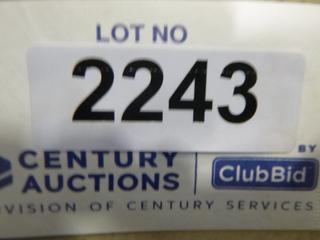 LOT NO
2243
CENTURY BY
AUCTIONS ClubBid
VISION OF CENTURY SERVICES